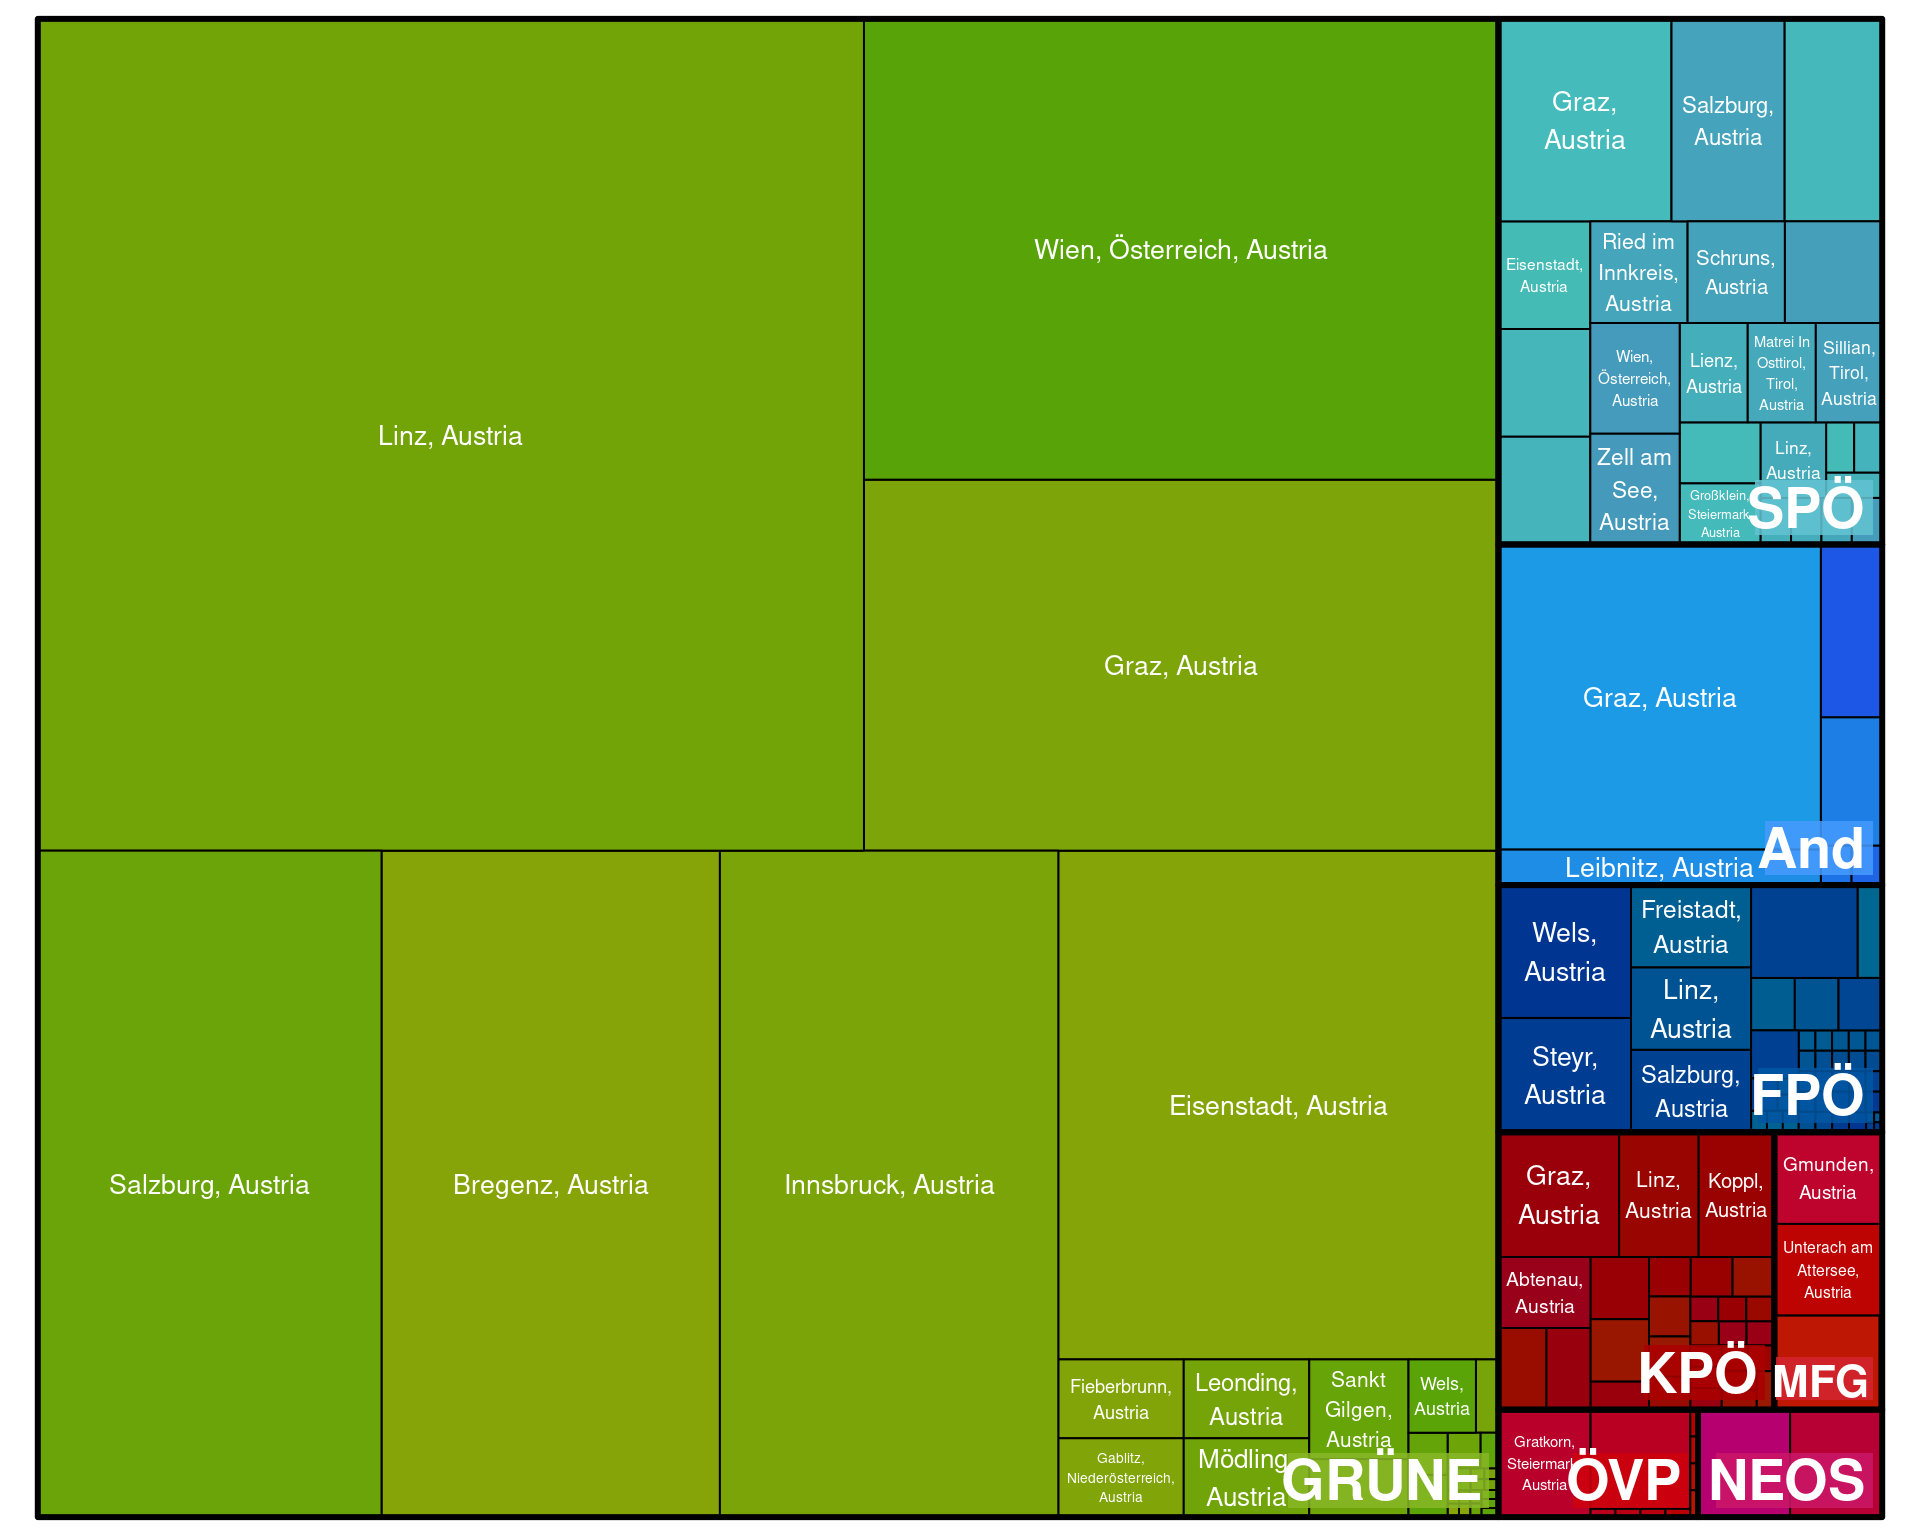 Linz, Austria
Wien, Österreich, Austria
Graz, Austria
Salzburg, Austria
Bregenz, Austria
Innsbruck, Austria
Eisenstadt, Austria
Fieberbrunn,
Austria
Leonding,
Austria
Sankt
Gilgen,
Austria
Wels,
Austria
Gablitz,
Niederösterreich,
Austria
Mödling,
Austria
GRÜNE
Graz,
Austria
Salzburg,
Austria
Eisenstadt,
Austria
Ried im
Innkreis,
Austria
Schruns,
Austria
Wien,
Österreich,
Austria
Lienz,
Austria
Matrei In
Osttirol,
Tirol,
Austria
Sillian,
Tirol,
Austria
Zell am
See,
Austria
Linz,
Austria
Großklein,
Steiermark,
Austria
SPÖ
Graz, Austria
Leibnitz, Austria
And
Wels,
Austria
Freistadt,
Austria
Linz,
Austria
Steyr,
Austria
Salzburg,
Austria
FPÖ
Graz,
Austria
Linz,
Austria
Koppl,
Austria
Abtenau,
Austria
KPÖ
Gmunden,
Austria
Unterach am
Attersee,
Austria
MFG
Gratkorn,
Steiermark,
Austria
ÖVP
NEOS